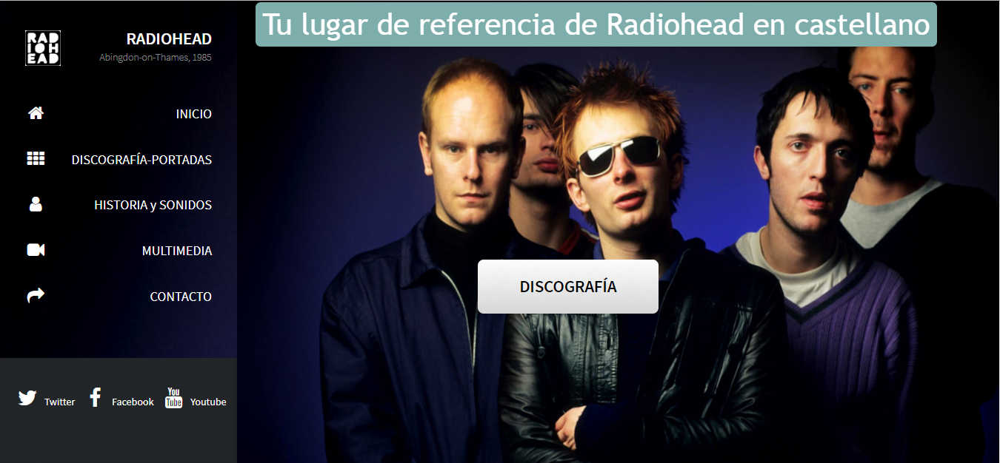 Tu lugar de referencia de Radiohead en castellano
RAD
IOH
EAD
RADIOHEAD
Abingdon-on-Thames, 1985
INICIO
DISCOGRAFÍA-PORTADAS
HISTORIA y SONIDOS
MULTIMEDIA
CONTACTO
DISCOGRAFÍA
Twitter
Facebook
You
Tube
Youtube